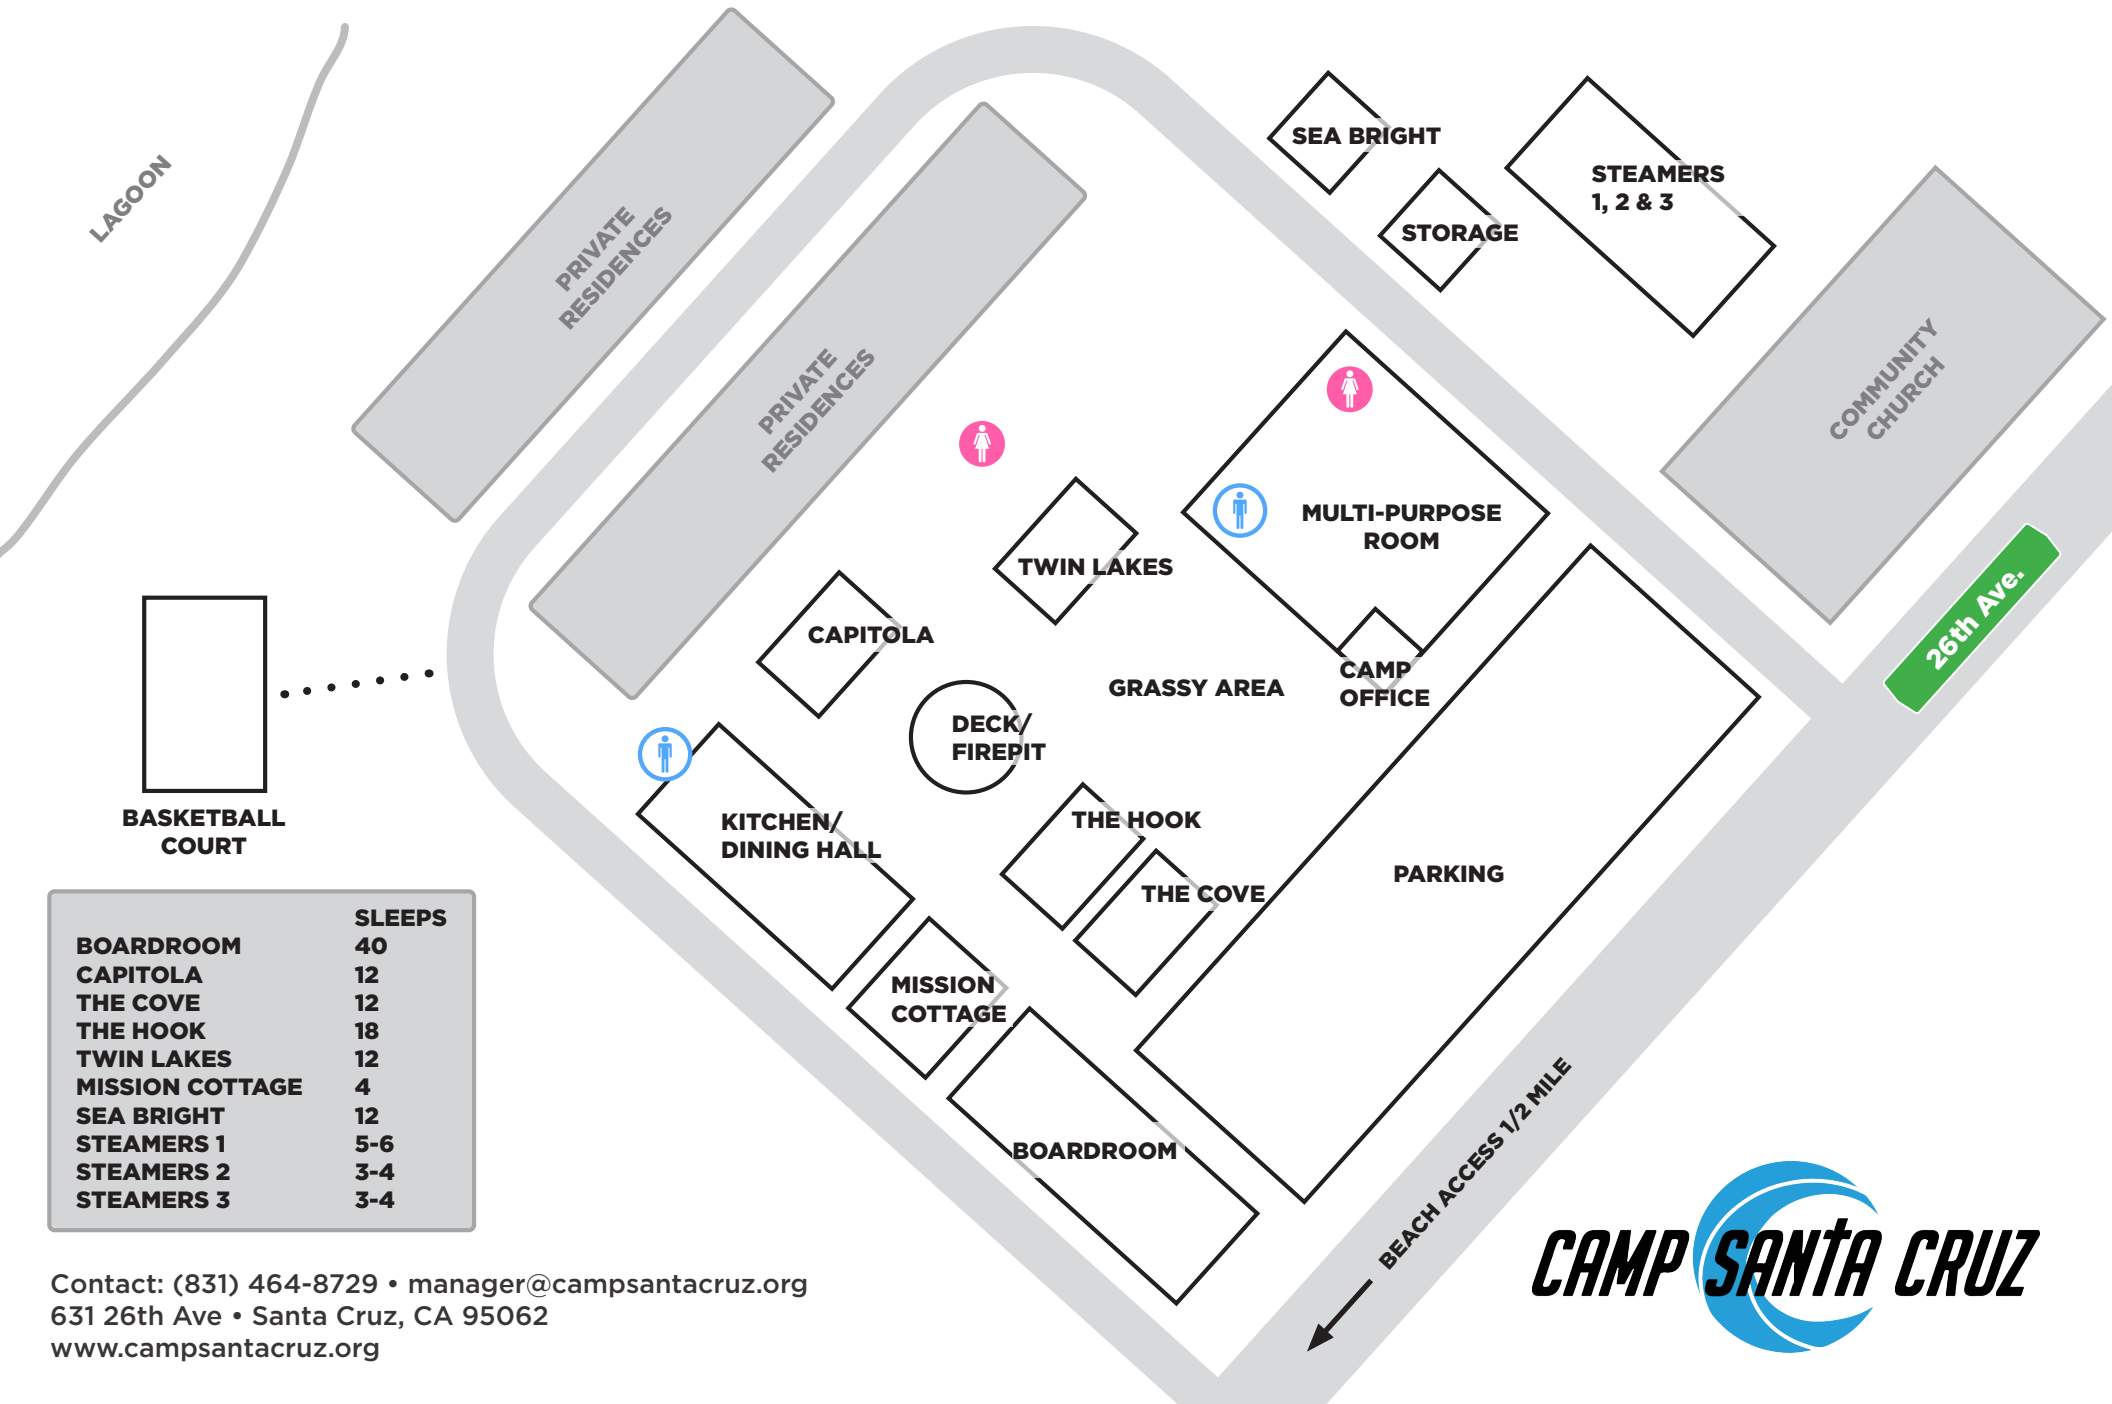 LAGOON
PRIVATE
RESIDENCES
PRIVATE
RESIDENCES
SEA BRIGHT
STORAGE
STEAMERS
1, 2 & 3
COMMUNITY
CHURCH
26th Ave.
MULTI-PURPOSE
ROOM
TWIN LAKES
CAPITOLA
CAMP
OFFICE
GRASSY AREA
DECK/
FIREPIT
KITCHEN/
DINING HALL
THE HOOK
THE COVE
PARKING
MISSION
COTTAGE
BOARDROOM
BEACH ACCESS 1/2 MILE
BASKETBALL
COURT
SLEEPS
BOARDROOM 40
CAPITOLA 12
THE COVE 12
THE HOOK 18
TWIN LAKES 12
MISSION COTTAGE 4
SEA BRIGHT 12
STEAMERS 1 5-6
STEAMERS 2 3-4
STEAMERS 3 3-4
Contact: (831) 464-8729 • manager@campsantacruz.org
631 26th Ave • Santa Cruz, CA 95062
www.campsantacruz.org
CAMP SANTA CRUZ